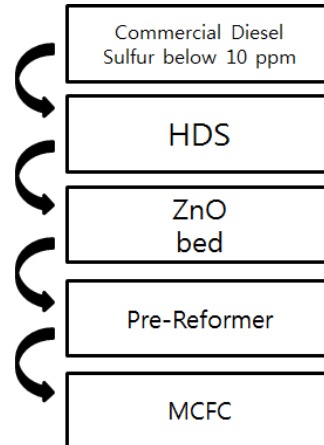 Commercial Diesel
Sulfur below 10 ppm
HDS
ZnO
bed
Pre-Reformer
MCFC